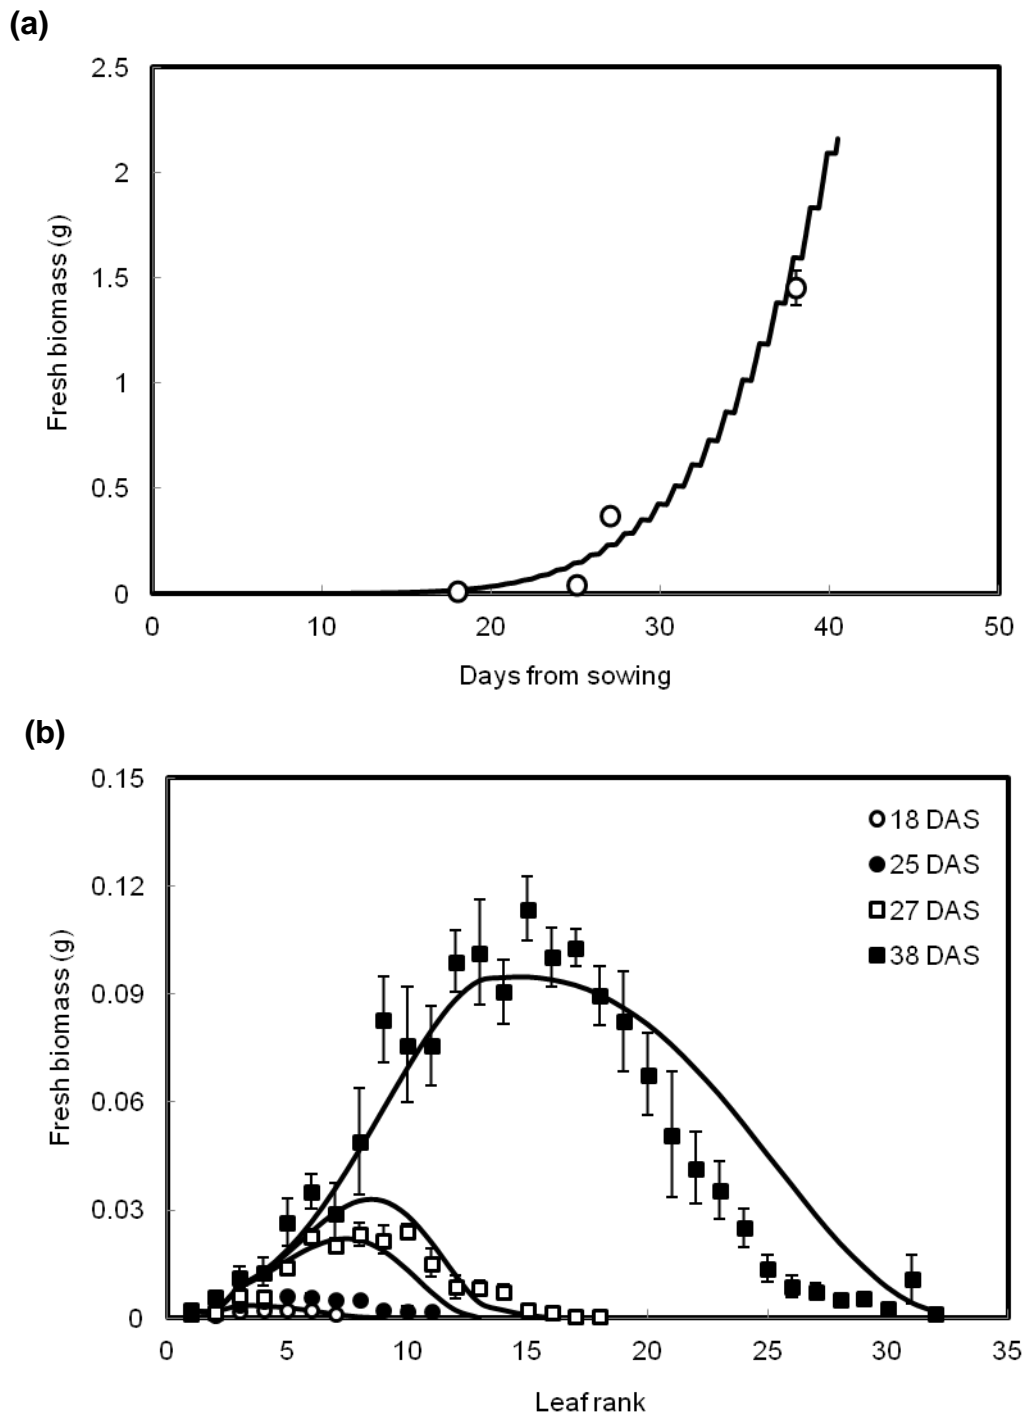 (a)
2.5
2
1.5
1
0.5
0
Fresh biomass (g)
0 10 20 30 40 50
Days from sowing
(b)
0.15
0.12
0.09
0.06
0.03
0
Fresh biomass (g)
18 DAS
25 DAS
27 DAS
38 DAS
0 5 10 15 20 25 30 35
Leaf rank